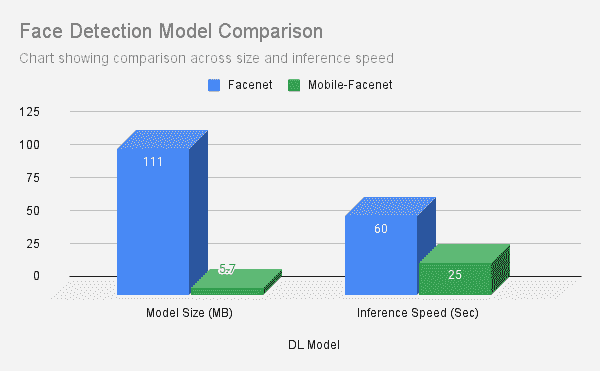 Face Detection Model Comparison
Chart showing comparison across size and inference speed
Facenet Mobile-Facenet
125
100
75
50
25
0
111
5.7
60
25
Model Size (MB) Inference Speed (Sec)
DL Model